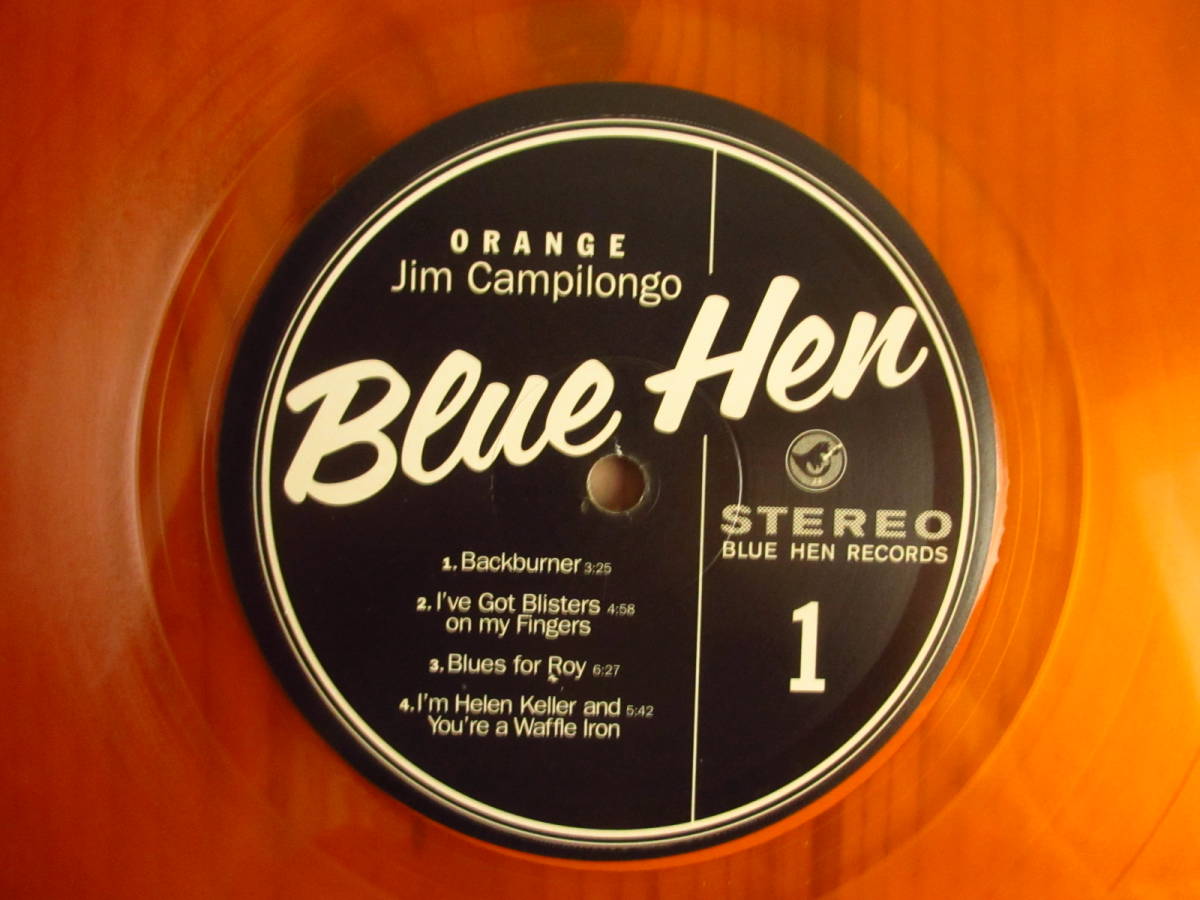 ORANGE
Jim Campilongo
Blue Hen
STEREO
BLUE HEN RECORDS
1
1. Backburner 3:25
2. I've Got Blisters 4:58
on my Fingers
3. Blues for Roy 6:27
4. I'm Helen Keller and 5:42
You're a Waffle Iron